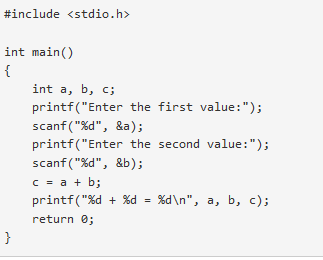 #include <stdio.h>

int main()
{
    int a, b, c;
    printf("Enter the first value:");
    scanf("%d", &a);
    printf("Enter the second value:");
    scanf("%d", &b);
    c = a + b;
    printf("%d + %d = %d\n", a, b, c);
    return 0;
}